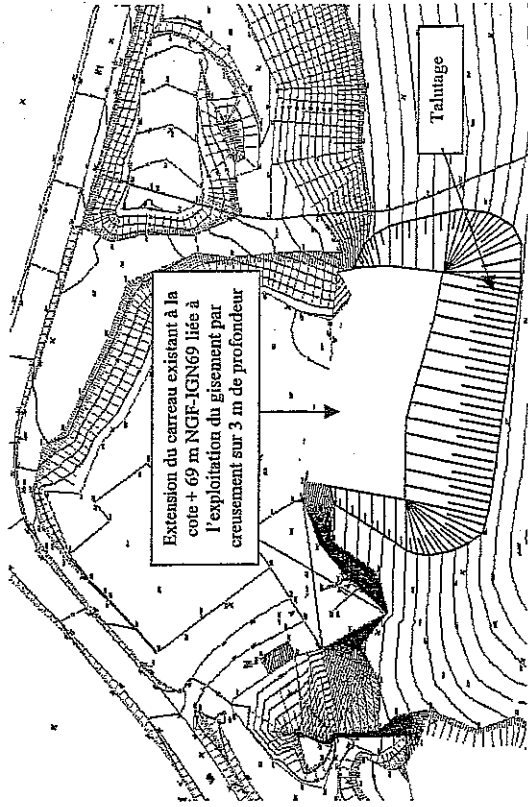 Extension du carreau existant à la
cote + 69 m NGF-IGN69 liée à
l'exploitation du gisement par
creusement sur 3 m de profondeur
Talutage